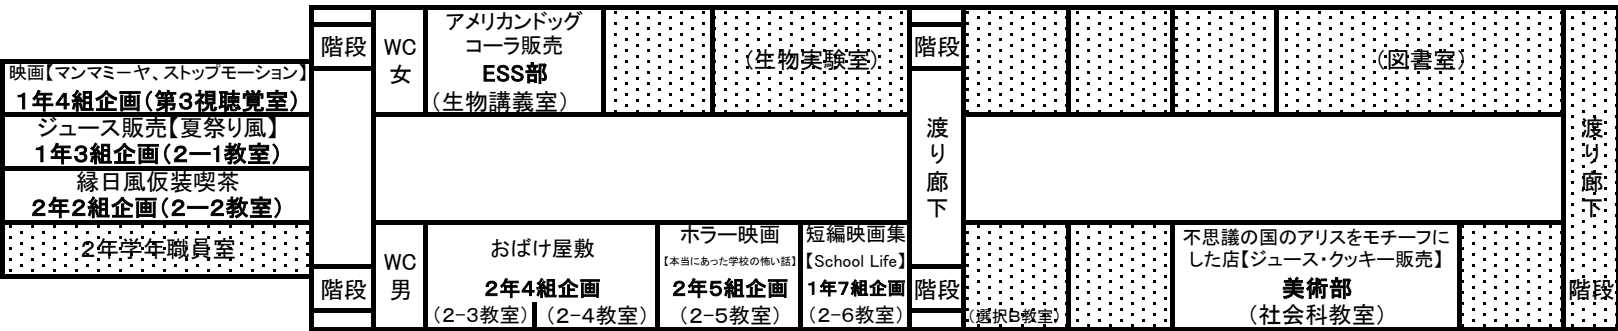 映画【マンマミーヤ、ストップモーション】
1年4組企画(第3視聴覚室)
ジュース販売【夏祭り風】
1年3組企画(2ー1教室)
縁日風仮装喫茶
2年2組企画(2ー2教室)
2年学年職員室
階段
階段
WC
女
WC
男
アメリカンドッグ
コーラ販売
ESS部
(生物講義室)
(生物実験室)
おばけ屋敷
2年4組企画
(2-3教室)
(2-4教室)
ホラー映画
【本当にあった学校の怖い話】
2年5組企画
(2-5教室)
短編映画集
【School Life】
1年7組企画
(2-6教室)
階段
渡り廊下
階段
(図書室)
(選択B教室)
不思議の国のアリスをモチーフに
した店【ジュース・クッキー販売】
美術部
(社会科教室)
渡り廊下
階段